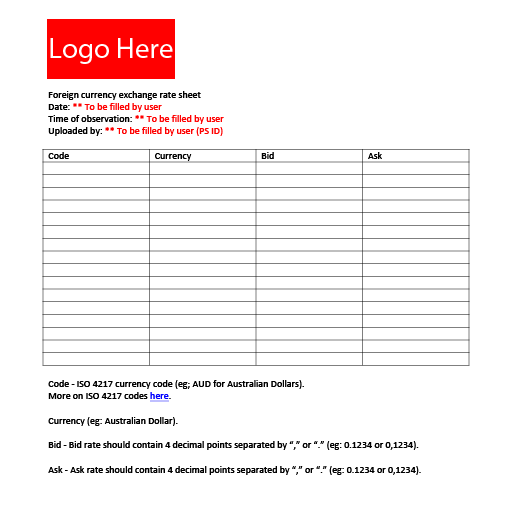 Logo Here
Foreign currency exchange rate sheet
Date: ** To be filled by user
Time of observation: ** To be filled by user
Uploaded by: ** To be filled by user (PS ID)
Code Currency Bid Ask
Code - ISO 4217 currency code (eg; AUD for Australian Dollars).
More on ISO 4217 codes here.
Currency (eg: Australian Dollar).
Bid - Bid rate should contain 4 decimal points separated by “,” or “.” (eg: 0.1234 or 0,1234).
Ask - Ask rate should contain 4 decimal points separated by “,” or “.” (eg: 0.1234 or 0,1234).